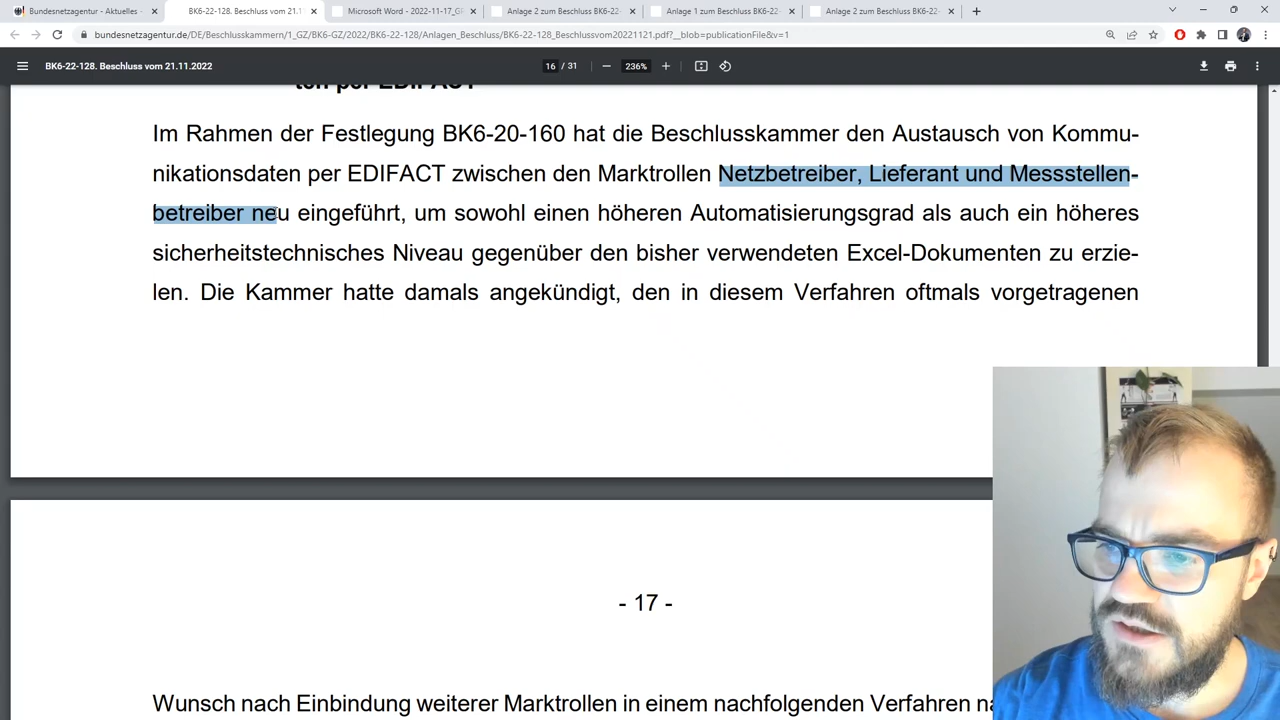 Bundesnetzagentur - Aktuelles -
BK6-22-128. Beschluss vom 21.11
Microsoft Word - 2022-11-17_G
Anlage 2 zum Beschluss BK6-22-
Anlage 1 zum Beschluss BK6-22-
Anlage 2 zum Beschluss BK6-22-
bundesnetzagentur.de/DE/Beschlusskammern/1_GZ/BK6-GZ/2022/BK6-22-128/Anlagen_Beschluss/BK6-22-128_Beschlussvom20221121.pdf?__blob=publicationFile&v=1
BK6-22-128. Beschluss vom 21.11.2022
16 / 31
236%
ten per EDIFACT
Im Rahmen der Festlegung BK6-20-160 hat die Beschlusskammer den Austausch von Kommu-
nikationsdaten per EDIFACT zwischen den Marktrollen Netzbetreiber, Lieferant und Messstellen-
betreiber neu eingeführt, um sowohl einen höheren Automatisierungsgrad als auch ein höheres
sicherheitstechnisches Niveau gegenüber den bisher verwendeten Excel-Dokumenten zu erzie-
len. Die Kammer hatte damals angekündigt, den in diesem Verfahren oftmals vorgetragenen
- 17 -
Wunsch nach Einbindung weiterer Marktrollen in einem nachfolgenden Verfahren